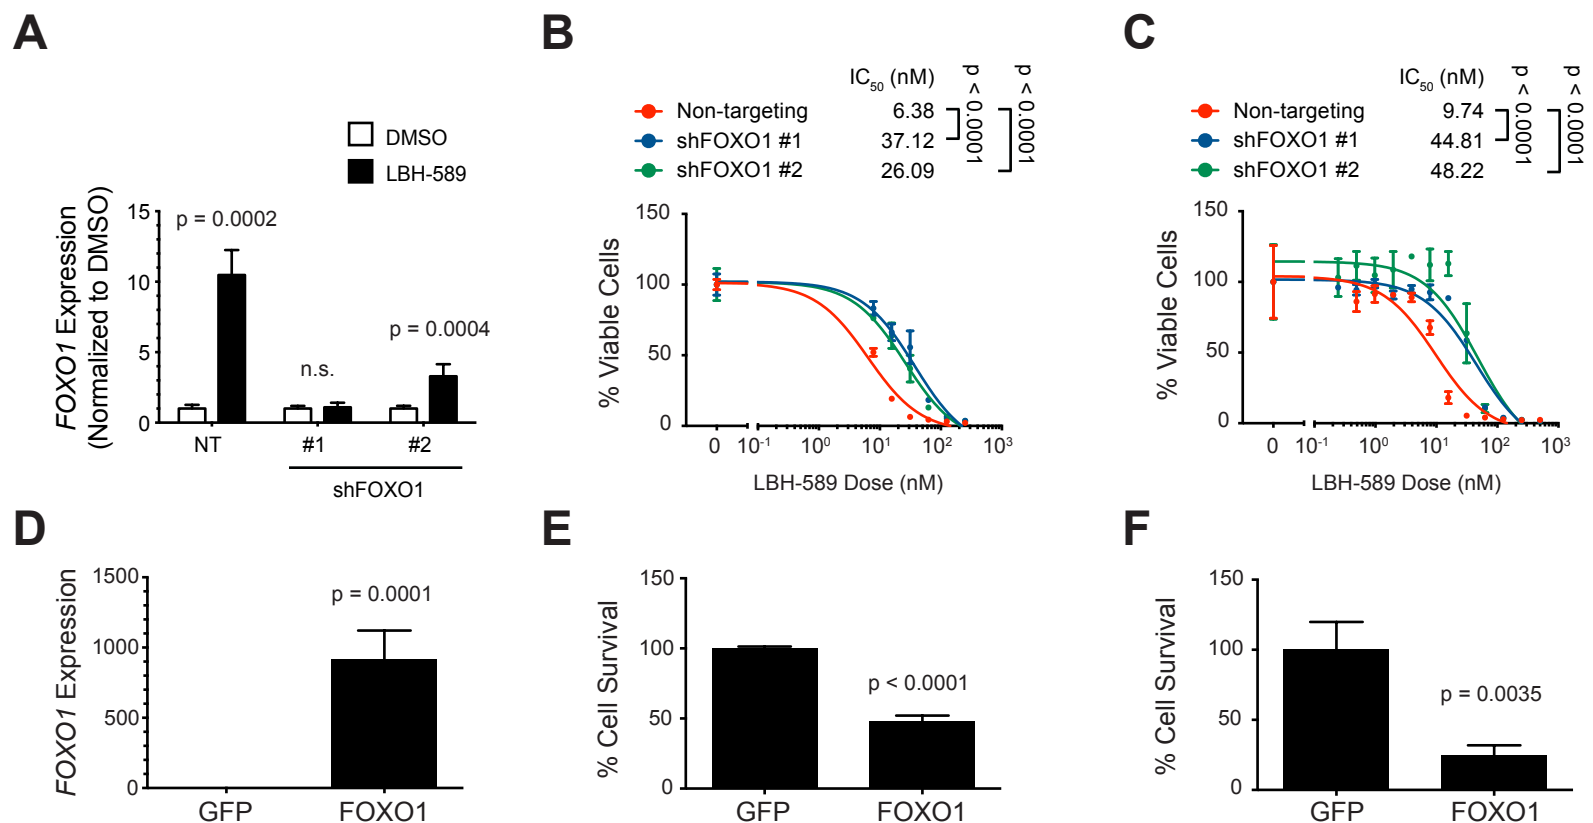 A
DMSO
LBH-589
FOXO1 Expression
(Normalized to DMSO)
15
10
5
0
p = 0.0002
n.s.
p = 0.0004
NT
#1
#2
shFOXO1
B
IC50 (nM)
Non-targeting
6.38
shFOXO1 #1
37.12
shFOXO1 #2
26.09
p < 0.0001
p < 0.0001
% Viable Cells
150
100
50
0
0
10-1
100
101
102
103
LBH-589 Dose (nM)
C
IC50 (nM)
Non-targeting
9.74
shFOXO1 #1
44.81
shFOXO1 #2
48.22
p < 0.0001
p < 0.0001
% Viable Cells
150
100
50
0
0
10-1
100
101
102
103
LBH-589 Dose (nM)
D
FOXO1 Expression
1500
1000
500
0
p = 0.0001
GFP
FOXO1
E
% Cell Survival
150
100
50
0
p < 0.0001
GFP
FOXO1
F
% Cell Survival
150
100
50
0
p = 0.0035
GFP
FOXO1